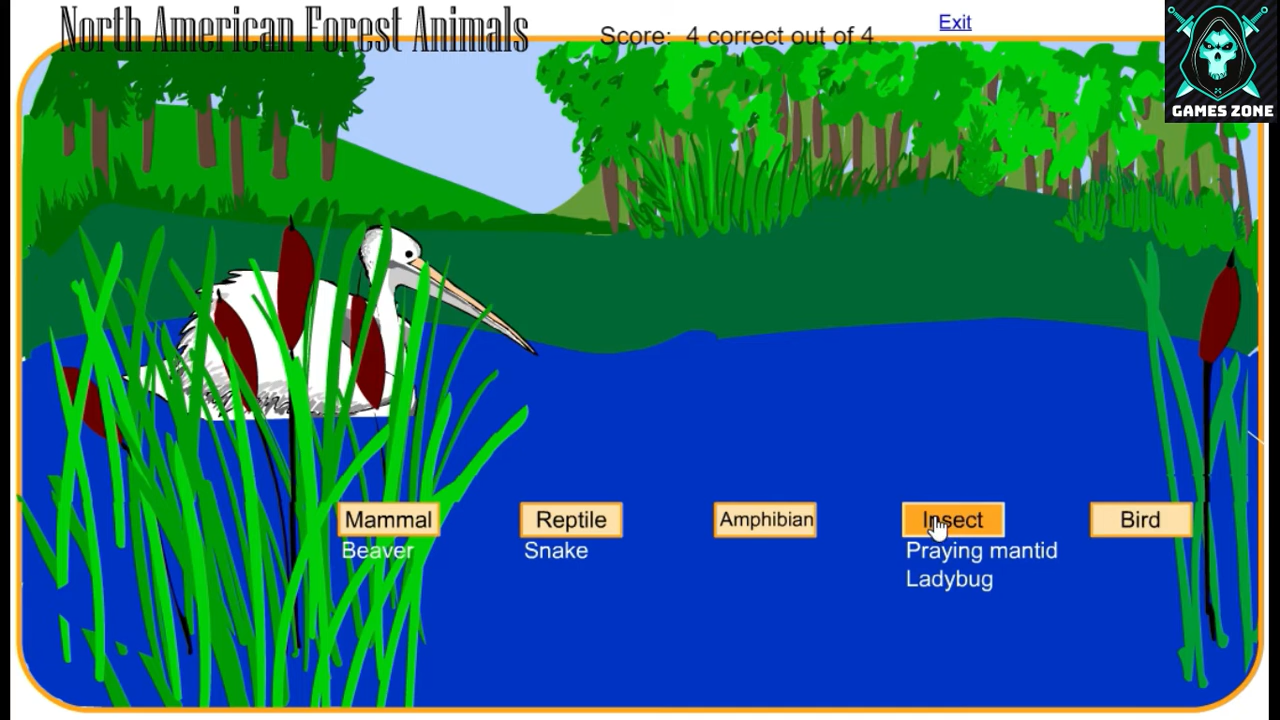 North American Forest Animals
Score: 4 correct out of 4
Exit
GAMES ZONE
Mammal
Reptile
Amphibian
Insect
Bird
Beaver
Snake
Praying mantid
Ladybug